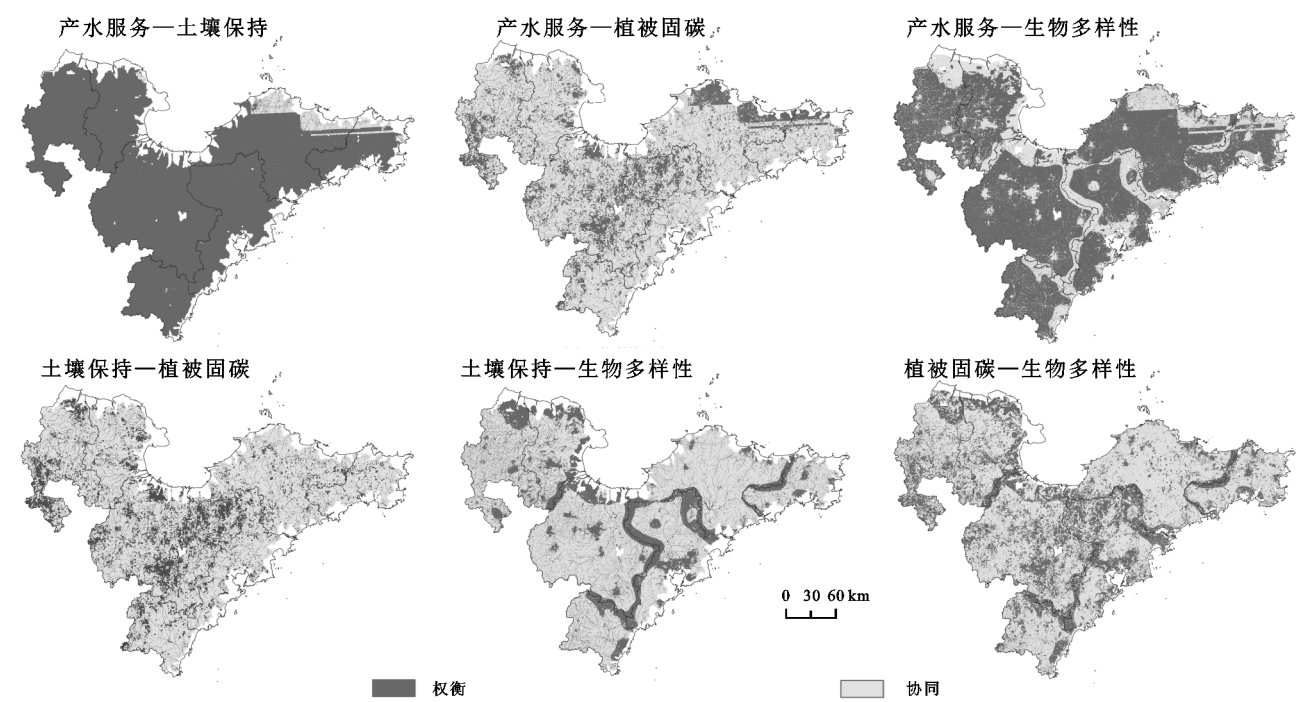 产水服务—土壤保持
产水服务—植被固碳
产水服务—生物多样性
土壤保持—植被固碳
土壤保持—生物多样性
植被固碳—生物多样性
0 30 60 km
权衡
协同